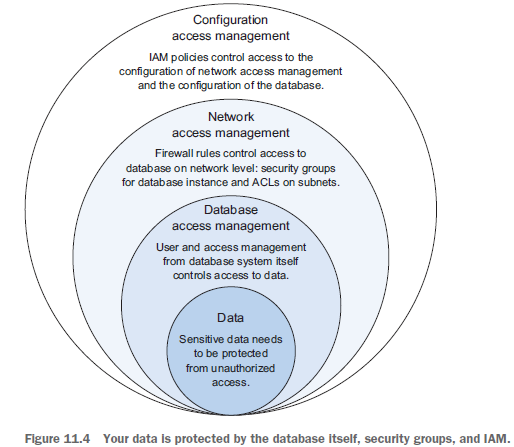 Configuration
access management
IAM policies control access to the
configuration of network access management
and the configuration of the database.
Network
access management
Firewall rules control access to
database on network level: security groups
for database instance and ACLs on subnets.
Database
access management
User and access management
from database system itself
controls access to data.
Data
Sensitive data needs
to be protected
from unauthorized
access.
Figure 11.4 Your data is protected by the database itself, security groups, and IAM.